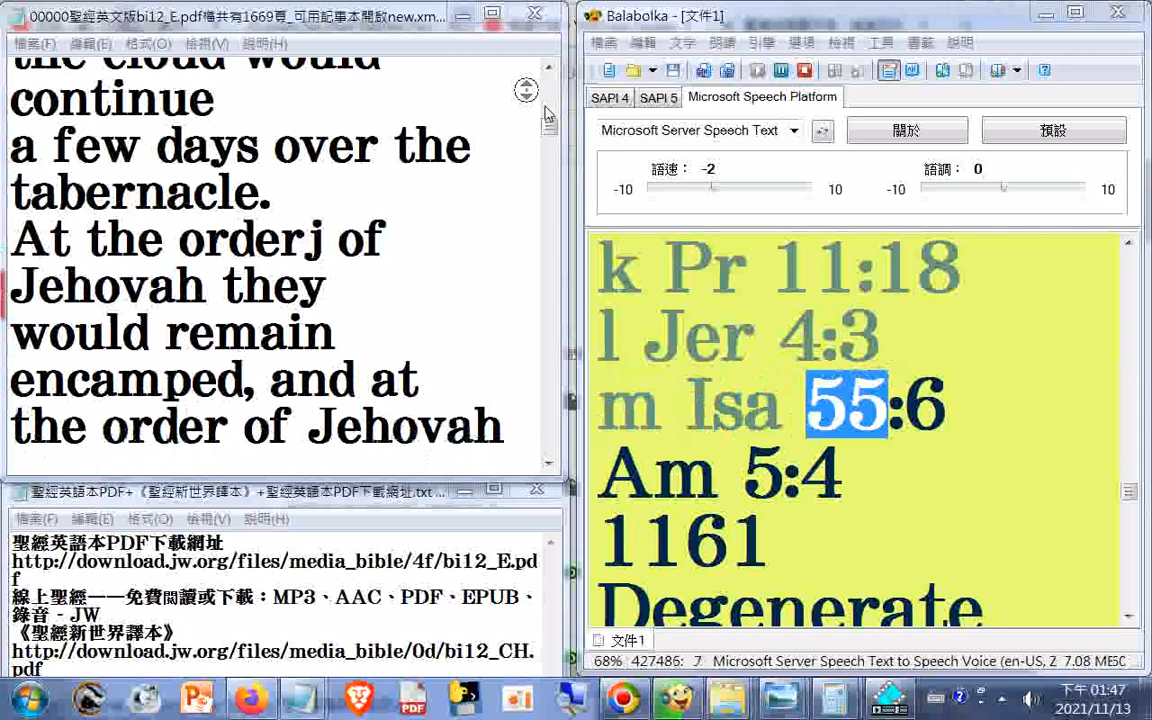 00000聖經英文版bi12_E.pdf檔共有1669頁_可用記事本開啟new.xm...
檔案(F) 編輯(E) 格式(O) 檢視(V) 說明(H)
the cloud would
continue
a few days over the
tabernacle.
At the orderj of
Jehovah they
would remain
encamped, and at
the order of Jehovah
聖經英語本PDF+《聖經新世界譯本》+聖經英語本PDF下載網址.txt ...
檔案(F) 編輯(E) 格式(O) 檢視(V) 說明(H)
聖經英語本PDF下載網址
http://download.jw.org/files/media_bible/4f/bi12_E.pd
f
線上聖經——免費閱讀或下載：MP3、AAC、PDF、EPUB、
錄音 - JW
《聖經新世界譯本》
http://download.jw.org/files/media_bible/0d/bi12_CH.
pdf
Balabolka - [文件1]
檔案 編輯 文字 朗讀 引擎 選項 檢視 工具 書籤 說明
SAPI 4 SAPI 5 Microsoft Speech Platform
Microsoft Server Speech Text 關於 預設
語速： -2 語調： 0
-10 10 -10 10
k Pr 11:18
l Jer 4:3
m Isa 55:6
Am 5:4
1161
Degenerate
文件1
68% 427486: 7 Microsoft Server Speech Text to Speech Voice (en-US, Z 7.08 МБ
下午 01:47
2021/11/13